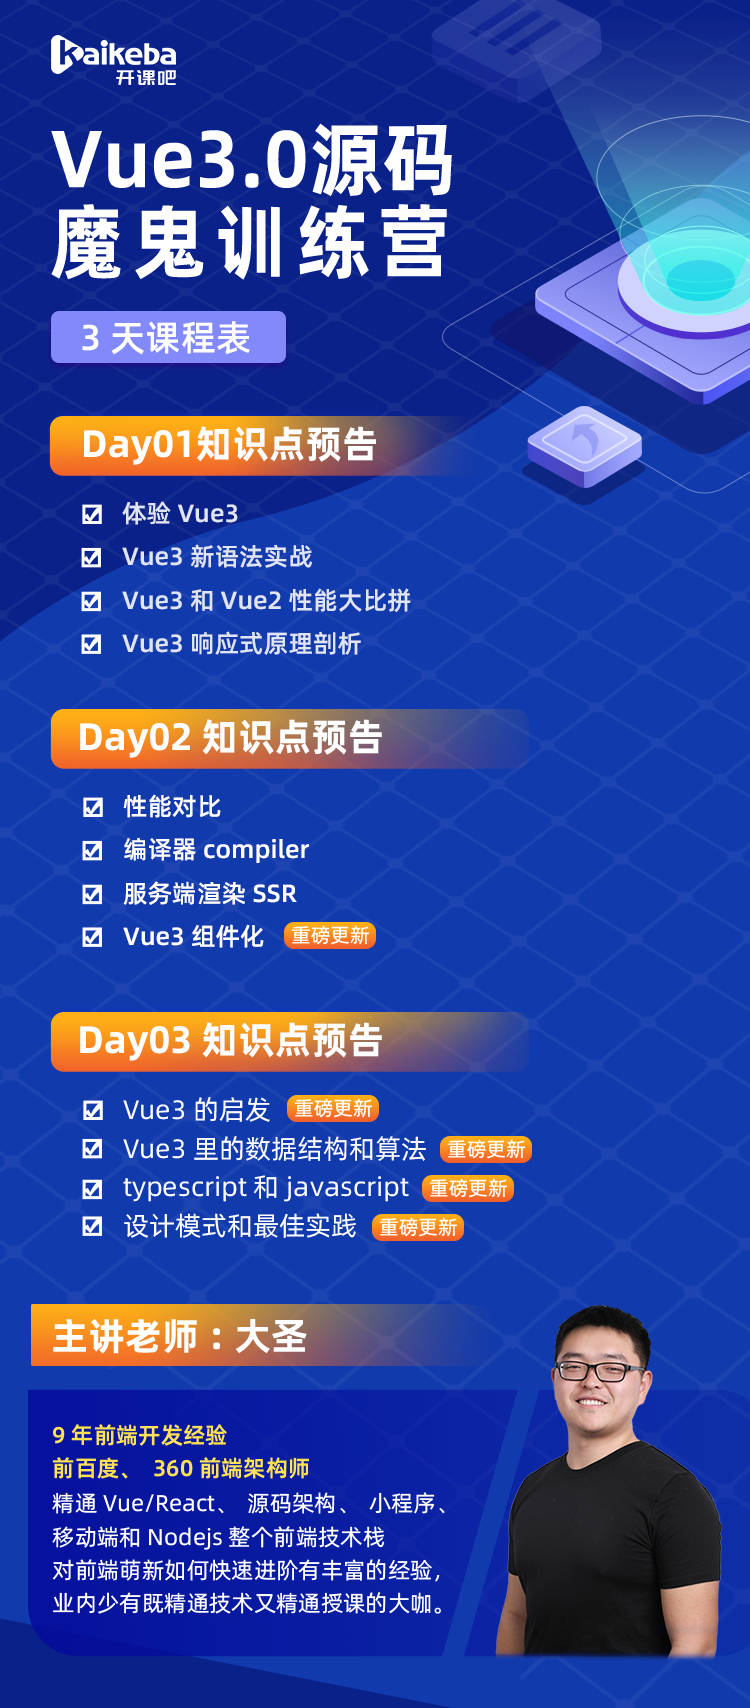 kaikeba
开课吧
Vue3.0源码
魔鬼训练营
3 天课程表
Day01知识点预告
体验 Vue3
Vue3 新语法实战
Vue3 和 Vue2 性能大比拼
Vue3 响应式原理剖析
Day02 知识点预告
性能对比
编译器 compiler
服务端渲染 SSR
Vue3 组件化 重磅更新
Day03 知识点预告
Vue3 的启发 重磅更新
Vue3 里的数据结构和算法 重磅更新
typescript 和 javascript 重磅更新
设计模式和最佳实践 重磅更新
主讲老师：大圣
9 年前端开发经验
前百度、 360 前端架构师
精通 Vue/React、 源码架构、 小程序、
移动端和 Nodejs 整个前端技术栈
对前端萌新如何快速进阶有丰富的经验，
业内少有既精通技术又精通授课的大咖。